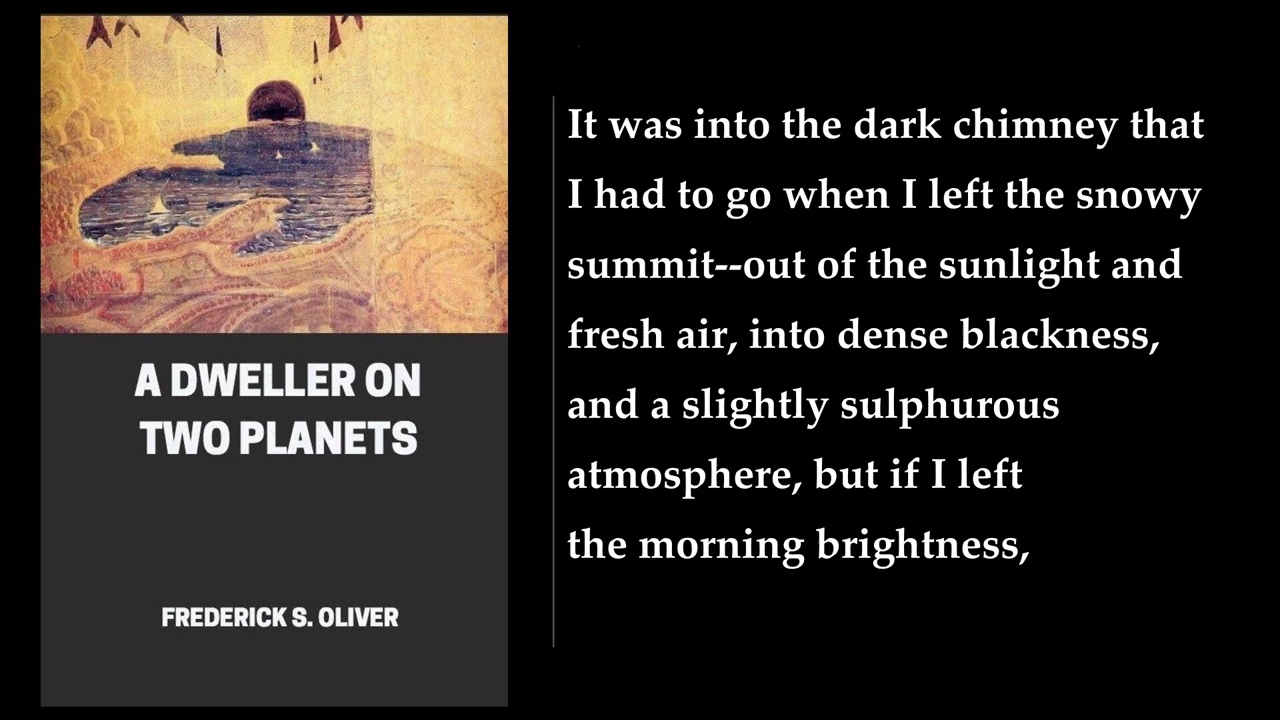 A DWELLER ON
TWO PLANETS
FREDERICK S. OLIVER
It was into the dark chimney that
I had to go when I left the snowy
summit--out of the sunlight and
fresh air, into dense blackness,
and a slightly sulphurous
atmosphere, but if I left
the morning brightness,